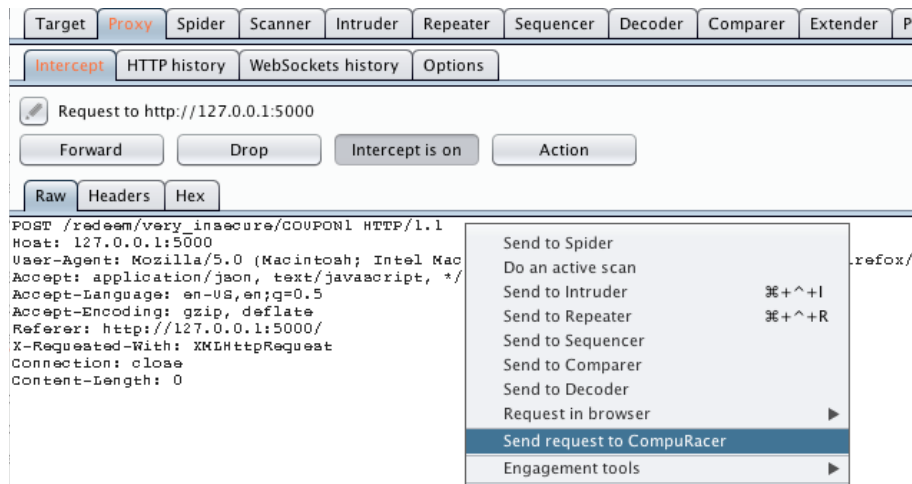 Target Proxy Spider Scanner Intruder Repeater Sequencer Decoder Comparer Extender P
Intercept HTTP history WebSockets history Options
Request to http://127.0.0.1:5000
Forward Drop Intercept is on Action
Raw Headers Hex
POST /redeem/very_insecure/COUPON1 HTTP/1.1
Host: 127.0.0.1:5000
User-Agent: Mozilla/5.0 (Macintosh; Intel Mac .refox/
Accept: application/json, text/javascript, */
Accept-Language: en-US,en;q=0.5
Accept-Encoding: gzip, deflate
Referer: http://127.0.0.1:5000/
X-Requested-With: XMLHttpRequest
Connection: close
Content-Length: 0
Send to Spider
Do an active scan
Send to Intruder ⌘+^+I
Send to Repeater ⌘+^+R
Send to Sequencer
Send to Comparer
Send to Decoder
Request in browser
Send request to CompuRacer
Engagement tools